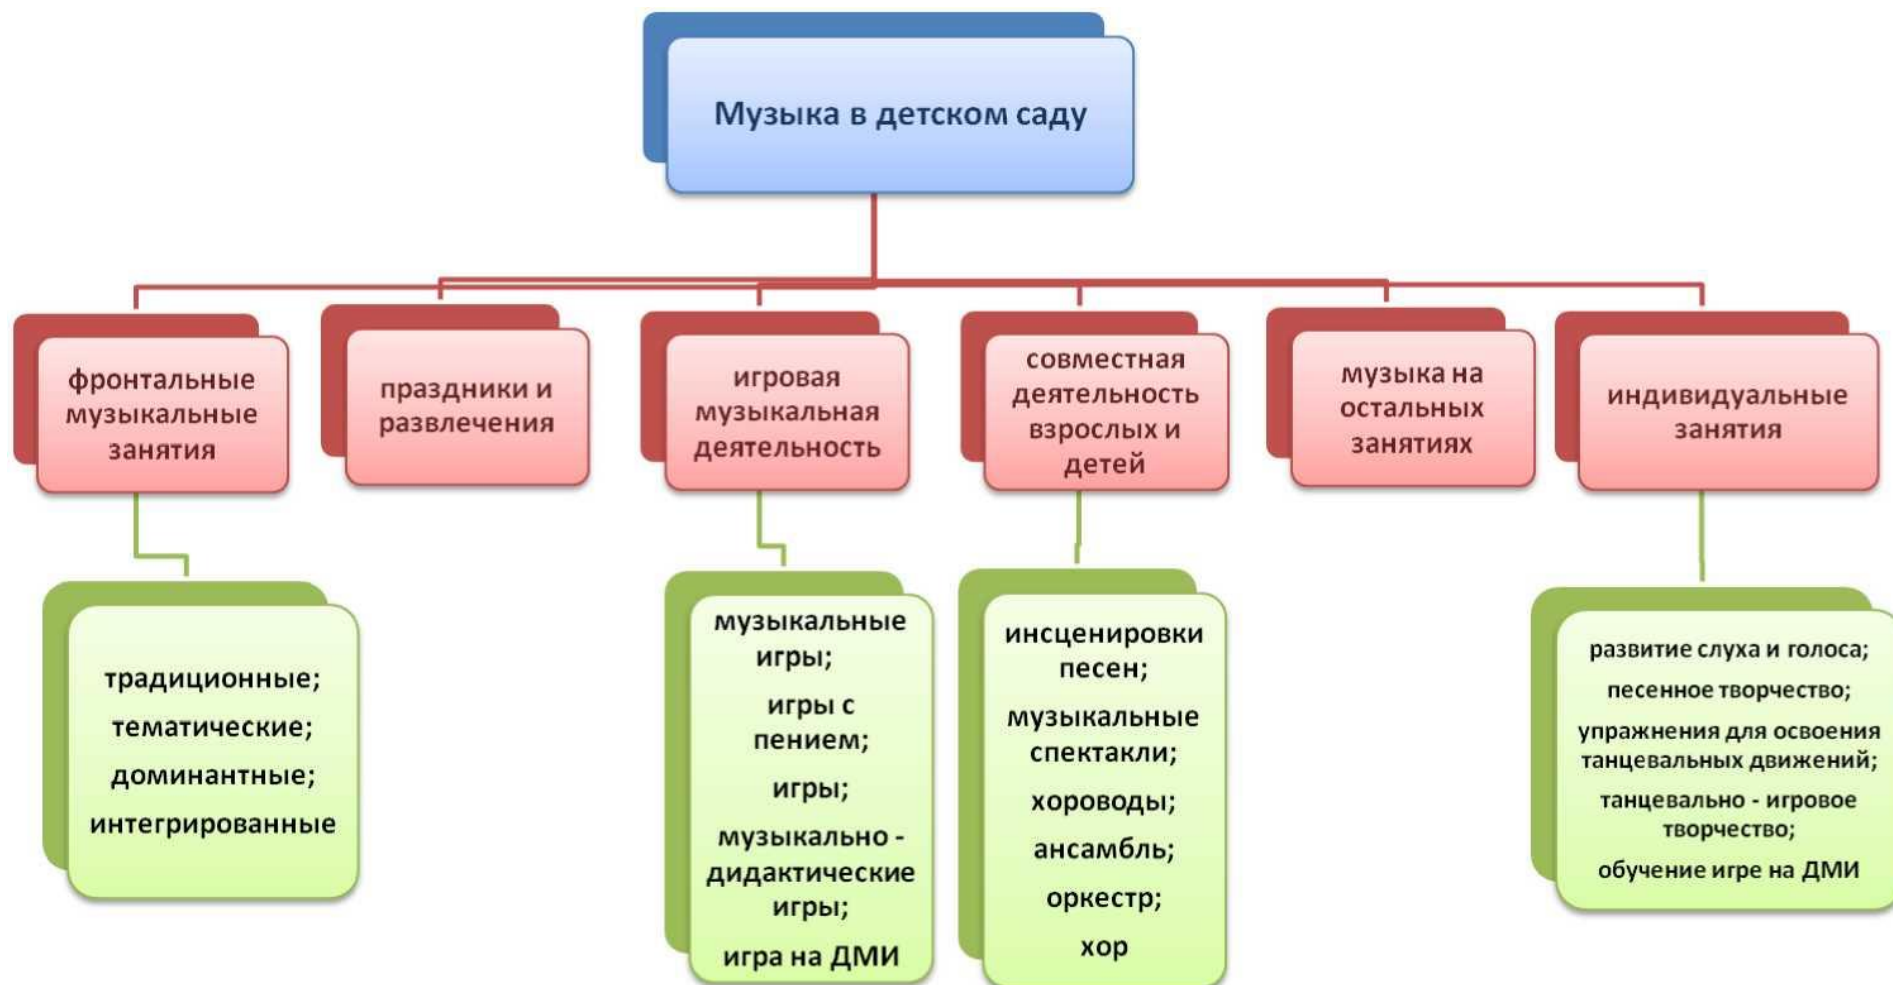 Музыка в детском саду
фронтальные
музыкальные
занятия
праздники и
развлечения
игровая
музыкальная
деятельность
совместная
деятельность
взрослых и
детей
музыка на
остальных
занятиях
индивидуальные
занятия
традиционные;
тематические;
доминантные;
интегрированные
музыкальные
игры;
игры с
пением;
игры;
музыкально -
дидактические
игры;
игра на ДМИ
инсценировки
песен;
музыкальные
спектакли;
хороводы;
ансамбль;
оркестр;
хор
развитие слуха и голоса;
песенное творчество;
упражнения для освоения
танцевальных движений;
танцевально - игровое
творчество;
обучение игре на ДМИ